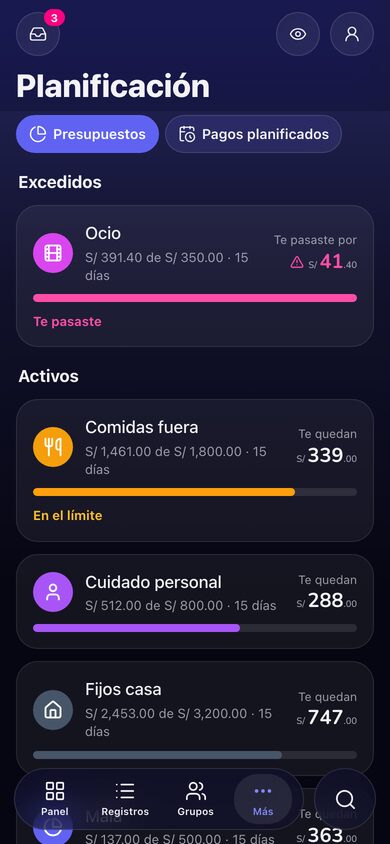 3
Planificación
Presupuestos
Pagos planificados
Excedidos
Ocio
S/ 391.40 de S/ 350.00 · 15
días
Te pasaste por
S/ 41.40
Te pasaste
Activos
Comidas fuera
S/ 1,461.00 de S/ 1,800.00 · 15
días
Te quedan
S/ 339.00
En el límite
Cuidado personal
S/ 512.00 de S/ 800.00 · 15 días
Te quedan
S/ 288.00
Fijos casa
S/ 2,453.00 de S/ 3,200.00 · 15
días
Te quedan
S/ 747.00
S/ 137.00 de S/ 500.00 · 15 días
Te quedan
S/ 363.00
Panel
Registros
Grupos
Más